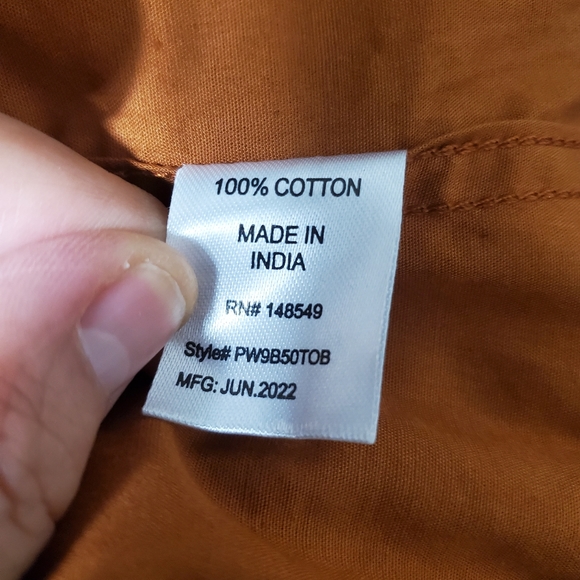 100% COTTON
MADE IN
INDIA
RN# 148549
Style# PW9B50TOB
MFG: JUN.2022